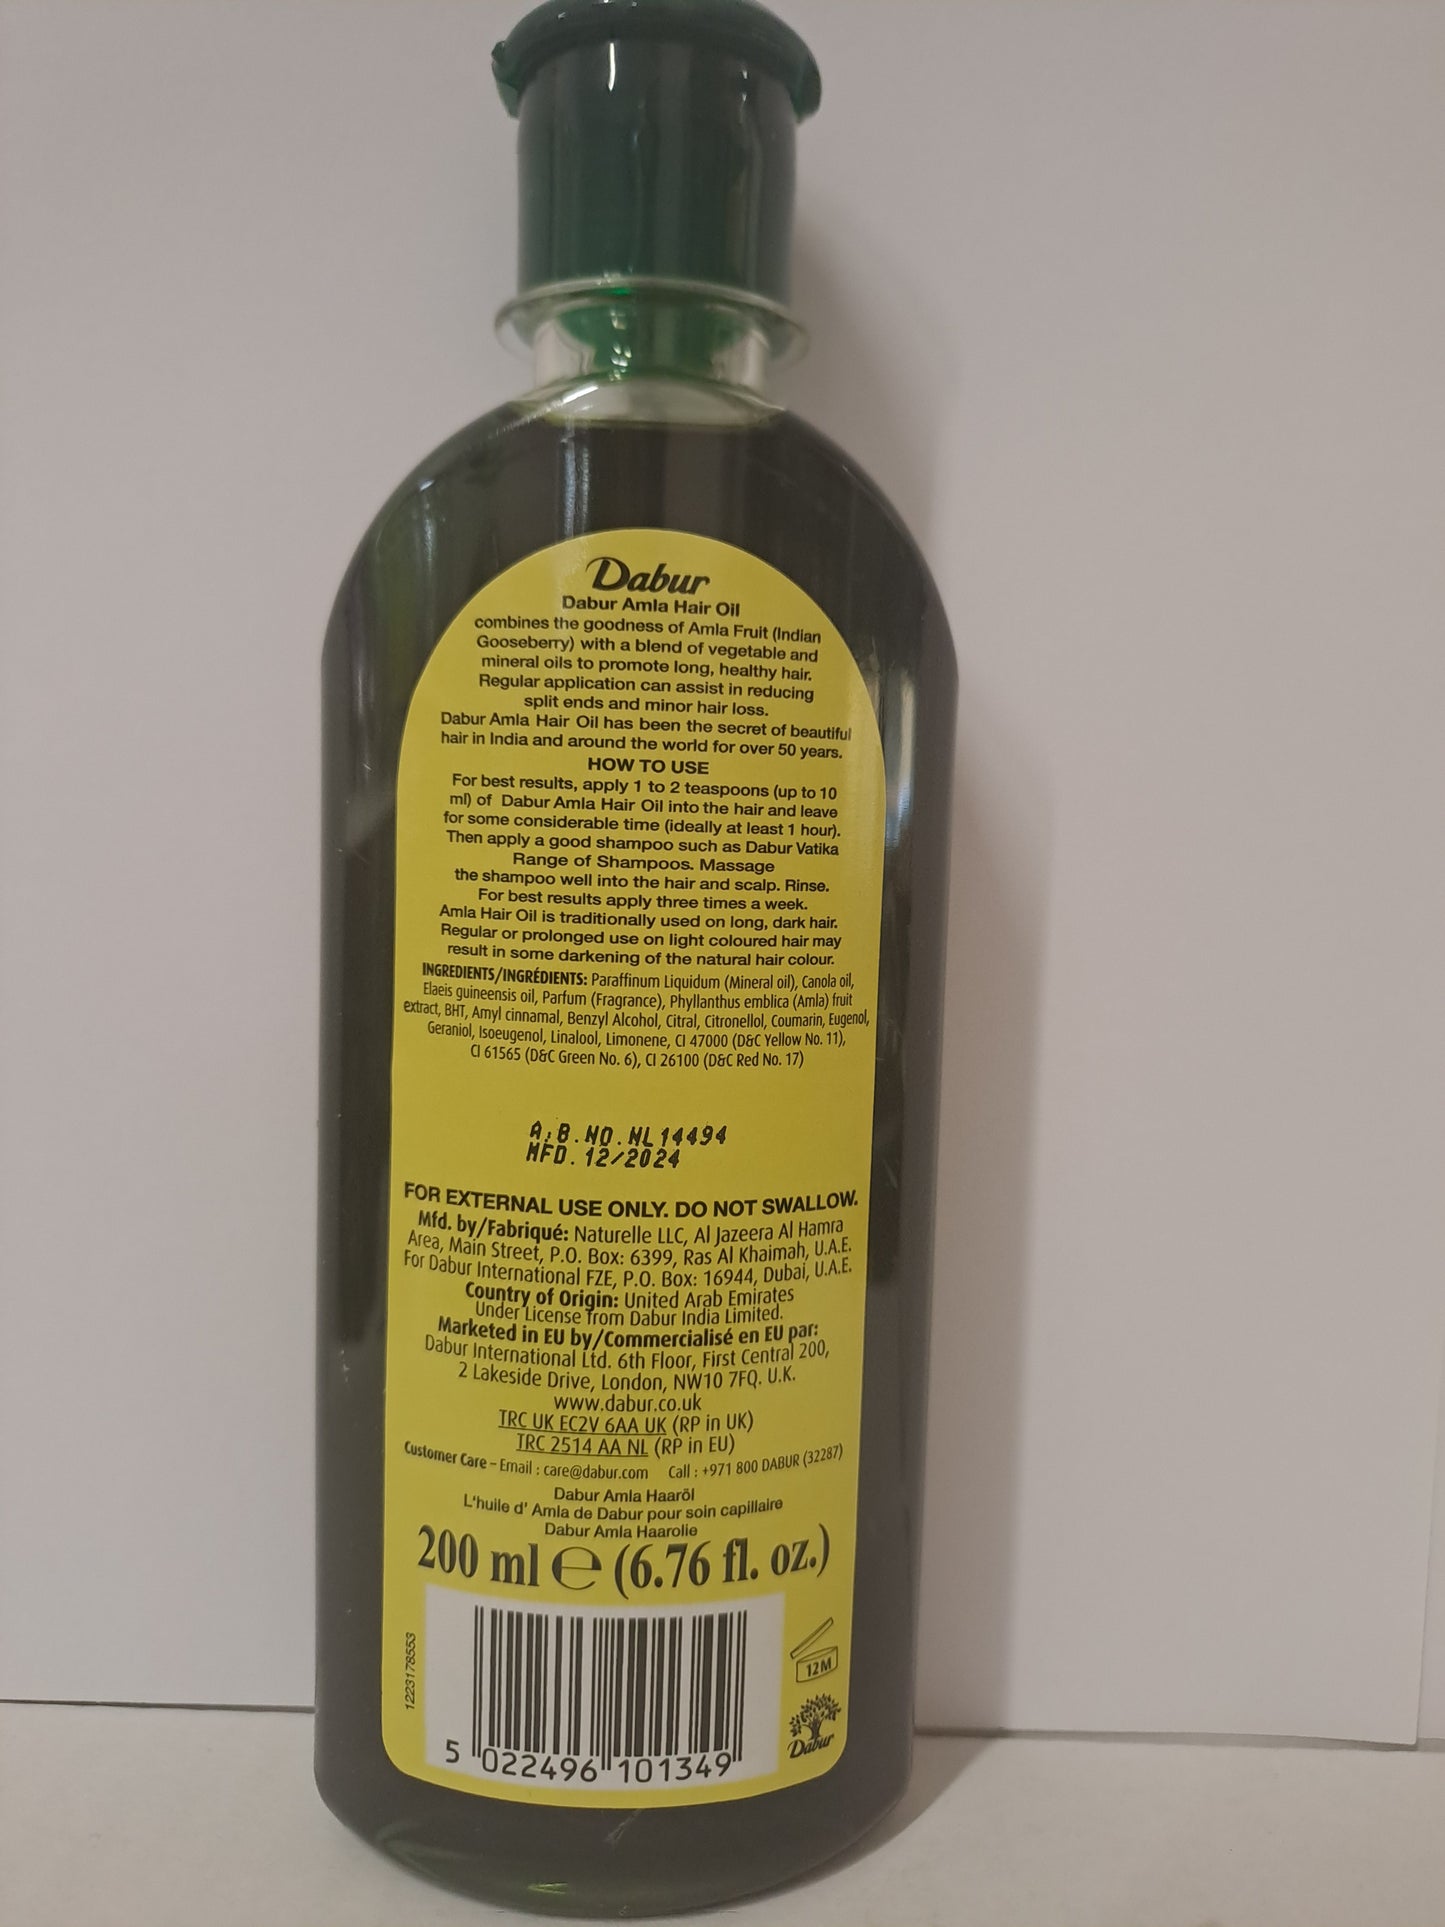 Dabur
Dabur Amla Hair Oil
combines the goodness of Amla Fruit (Indian
Gooseberry) with a blend of vegetable and
mineral oils to promote long, healthy hair.
Regular application can assist in reducing
split ends and minor hair loss.
Dabur Amla Hair Oil has been the secret of beautiful
hair in India and around the world for over 50 years.
HOW TO USE
For best results, apply 1 to 2 teaspoons (up to 10
ml) of Dabur Amla Hair Oil into the hair and leave
for some considerable time (ideally at least 1 hour).
Then apply a good shampoo such as Dabur Vatika
Range of Shampoos. Massage
the shampoo well into the hair and scalp. Rinse.
For best results apply three times a week.
Amla Hair Oil is traditionally used on long, dark hair.
Regular or prolonged use on light coloured hair may
result in some darkening of the natural hair colour.
INGREDIENTS/INGRÉDIENTS: Paraffinum Liquidum (Mineral oil), Canola oil,
Elaeis guineensis oil, Parfum (Fragrance), Phyllanthus emblica (Amla) fruit
extract, BHT, Amyl cinnamal, Benzyl Alcohol, Citral, Citronellol, Coumarin, Eugenol,
Geraniol, Isoeugenol, Linalool, Limonene, CI 47000 (D&C Yellow No. 11),
CI 61565 (D&C Green No. 6), CI 26100 (D&C Red No. 17)
A; B.NO.NL14494
MFD. 12/2024
FOR EXTERNAL USE ONLY. DO NOT SWALLOW.
Mfd. by/Fabriqué: Naturelle LLC, Al Jazeera Al Hamra
Area, Main Street, P.O. Box: 6399, Ras Al Khaimah, U.A.E.
For Dabur International FZE, P.O. Box: 16944, Dubai, U.A.E.
Country of Origin: United Arab Emirates
Under License from Dabur India Limited.
Marketed in EU by/Commercialisé en EU par:
Dabur International Ltd. 6th Floor, First Central 200,
2 Lakeside Drive, London, NW10 7FQ. U.K.
www.dabur.co.uk
TRC UK EC2V 6AA UK (RP in UK)
TRC 2514 AA NL (RP in EU)
Customer Care – Email : care@dabur.com Call : +971 800 DABUR (32287)
Dabur Amla Haaröl
L'huile d' Amla de Dabur pour soin capillaire
Dabur Amla Haarolie
200 ml ℮ (6.76 fl. oz.)
1223178553
12M
Dabur
5 022496 101349